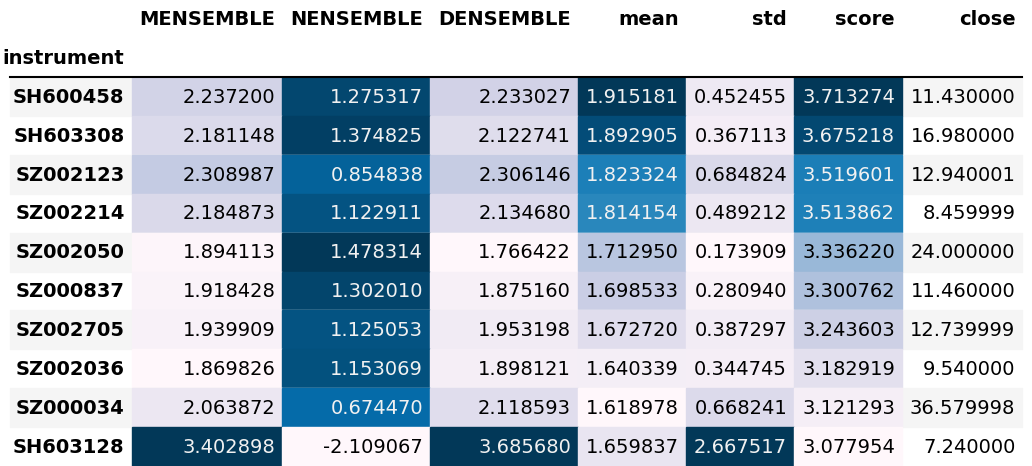 MENSEMBLE NENSEMBLE DENSEMBLE mean std score close
instrument
SH600458 2.237200 1.275317 2.233027 1.915181 0.452455 3.713274 11.430000
SH603308 2.181148 1.374825 2.122741 1.892905 0.367113 3.675218 16.980000
SZ002123 2.308987 0.854838 2.306146 1.823324 0.684824 3.519601 12.940001
SZ002214 2.184873 1.122911 2.134680 1.814154 0.489212 3.513862 8.459999
SZ002050 1.894113 1.478314 1.766422 1.712950 0.173909 3.336220 24.000000
SZ000837 1.918428 1.302010 1.875160 1.698533 0.280940 3.300762 11.460000
SZ002705 1.939909 1.125053 1.953198 1.672720 0.387297 3.243603 12.739999
SZ002036 1.869826 1.153069 1.898121 1.640339 0.344745 3.182919 9.540000
SZ000034 2.063872 0.674470 2.118593 1.618978 0.668241 3.121293 36.579998
SH603128 3.402898 -2.109067 3.685680 1.659837 2.667517 3.077954 7.240000